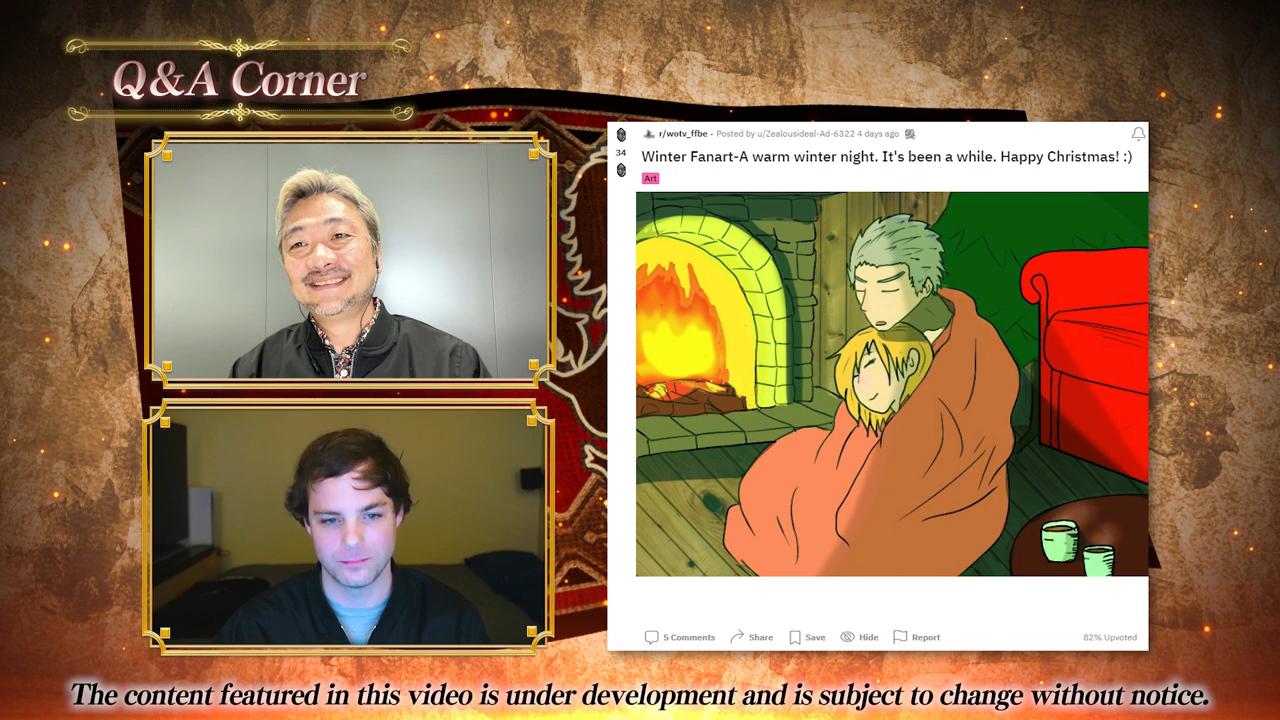 Q&A Corner
r/wotv_ffbe · Posted by u/Zealousideal-Ad-6322 4 days ago
34
Winter Fanart-A warm winter night. It's been a while. Happy Christmas! :)
Art
5 Comments Share Save Hide Report 82% Upvoted
The content featured in this video is under development and is subject to change without notice.